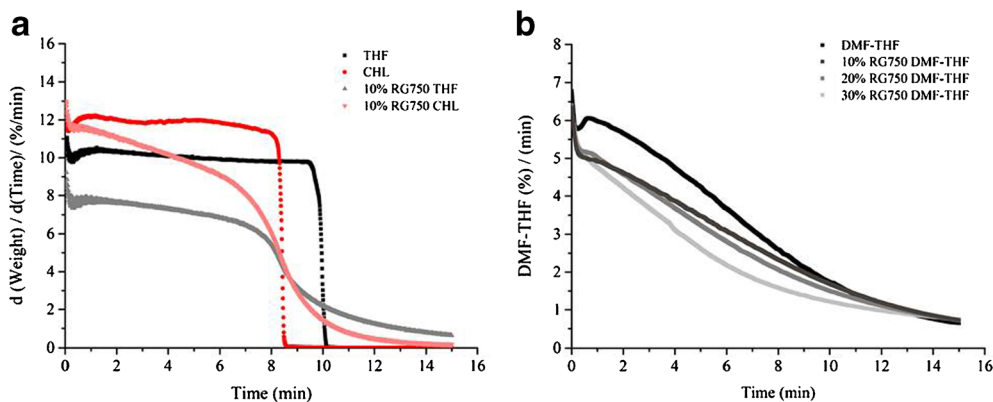 a
16
14
12
10
8
6
4
2
0
d (Weight) / d(Time)/ (%/min)
THF
CHL
10% RG750 THF
10% RG750 CHL
0 2 4 6 8 10 12 14 16
Time (min)
b
8
7
6
5
4
3
2
1
0
DMF-THF (%) / (min)
DMF-THF
10% RG750 DMF-THF
20% RG750 DMF-THF
30% RG750 DMF-THF
0 2 4 6 8 10 12 14 16
Time (min)